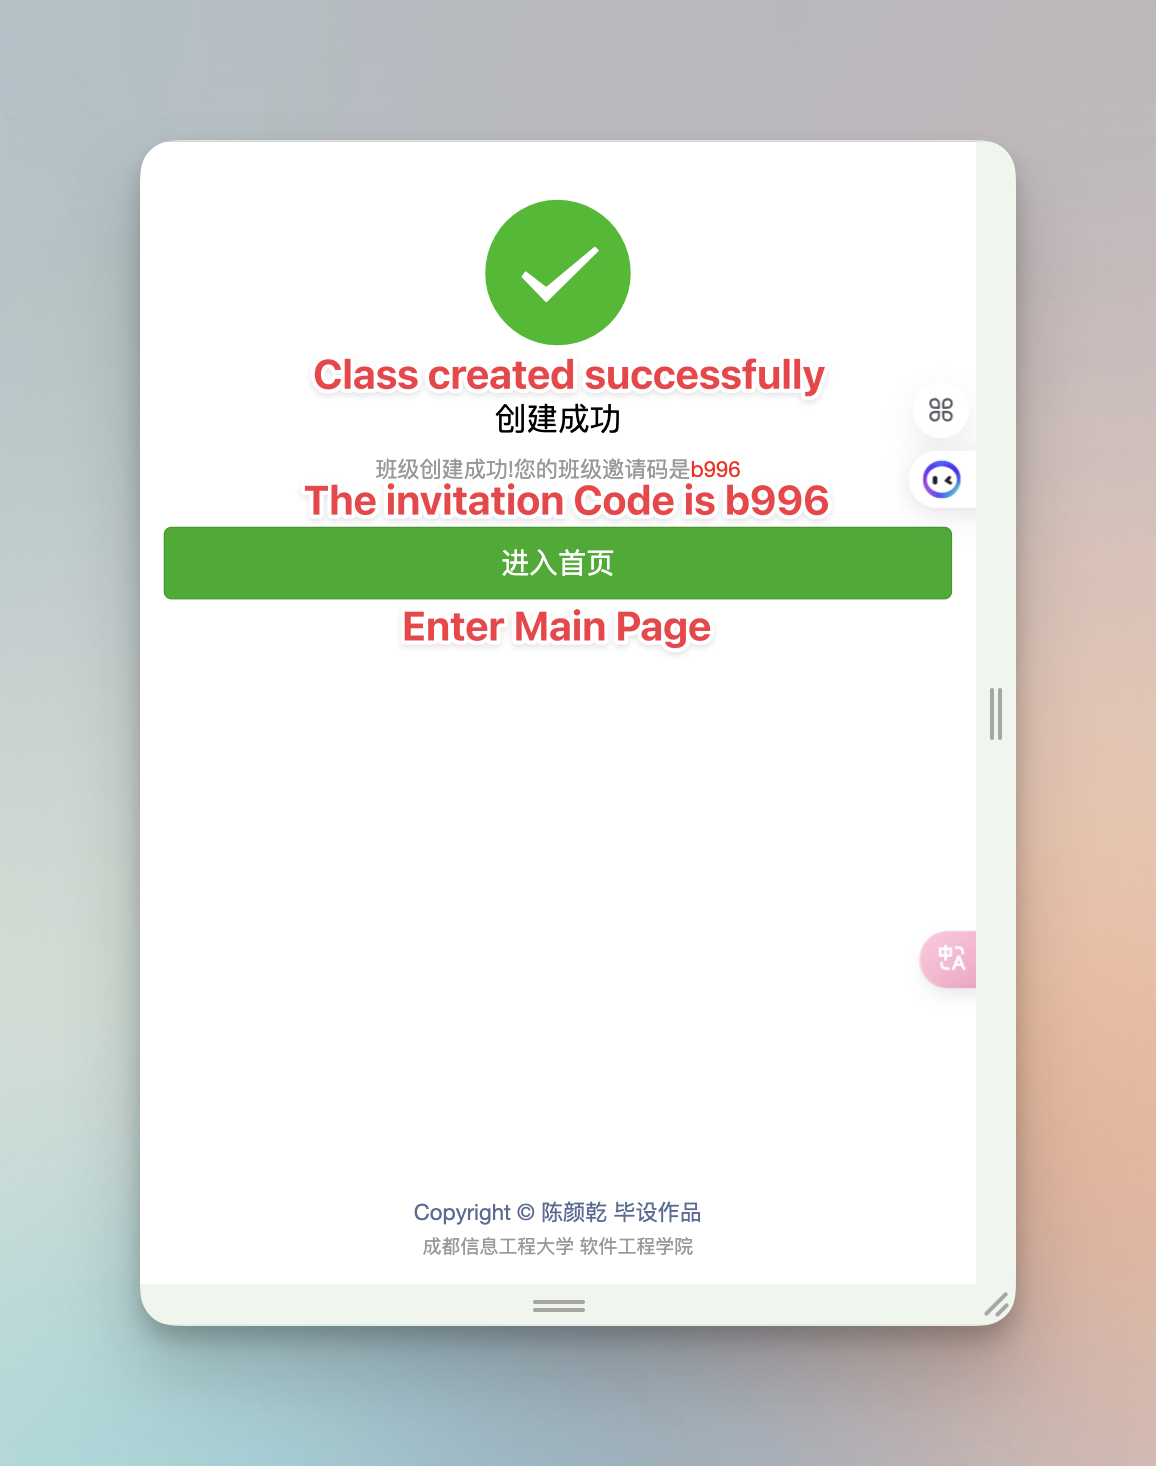 Class created successfully
创建成功
班级创建成功!您的班级邀请码是b996
The invitation Code is b996
进入首页
Enter Main Page
中A
Copyright © 陈颜乾 毕设作品
成都信息工程大学 软件工程学院